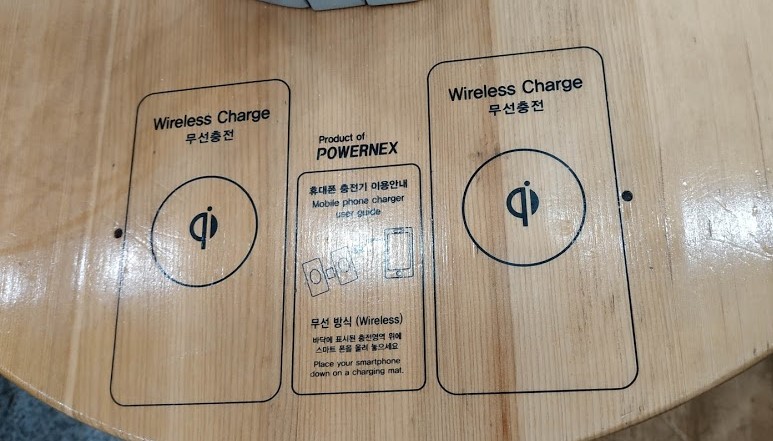 Wireless Charge
무선충전
qi
Product of
POWERNEX
휴대폰 충전기 이용안내
Mobile phone charger
user guide
무선 방식 (Wireless)
바닥에 표시된 충전영역 위에
스마트 폰을 올려 놓으세요
Place your smartphone
down on a charging mat.
Wireless Charge
무선충전
qi